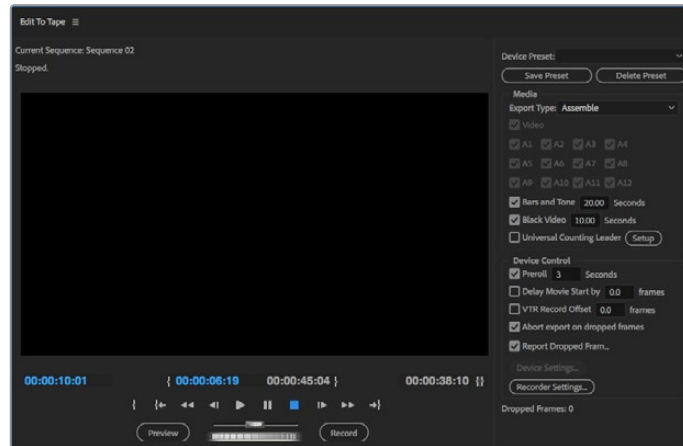 Edit To Tape
Current Sequence: Sequence 02
Stopped.
00:00:10:01
{ 00:00:06:19
00:00:45:04 }
00:00:38:10 {}
Preview
Record
Device Preset:
Save Preset
Delete Preset
Media
Export Type: Assemble
Video
A1 A2 A3 A4
A5 A6 A7 A8
A9 A10 A11 A12
Bars and Tone 20.00 Seconds
Black Video 10.00 Seconds
Universal Counting Leader Setup
Device Control
Preroll 3 Seconds
Delay Movie Start by 0.0 frames
VTR Record Offset 0.0 frames
Abort export on dropped frames
Report Dropped Fram...
Device Settings...
Recorder Settings...
Dropped Frames: 0